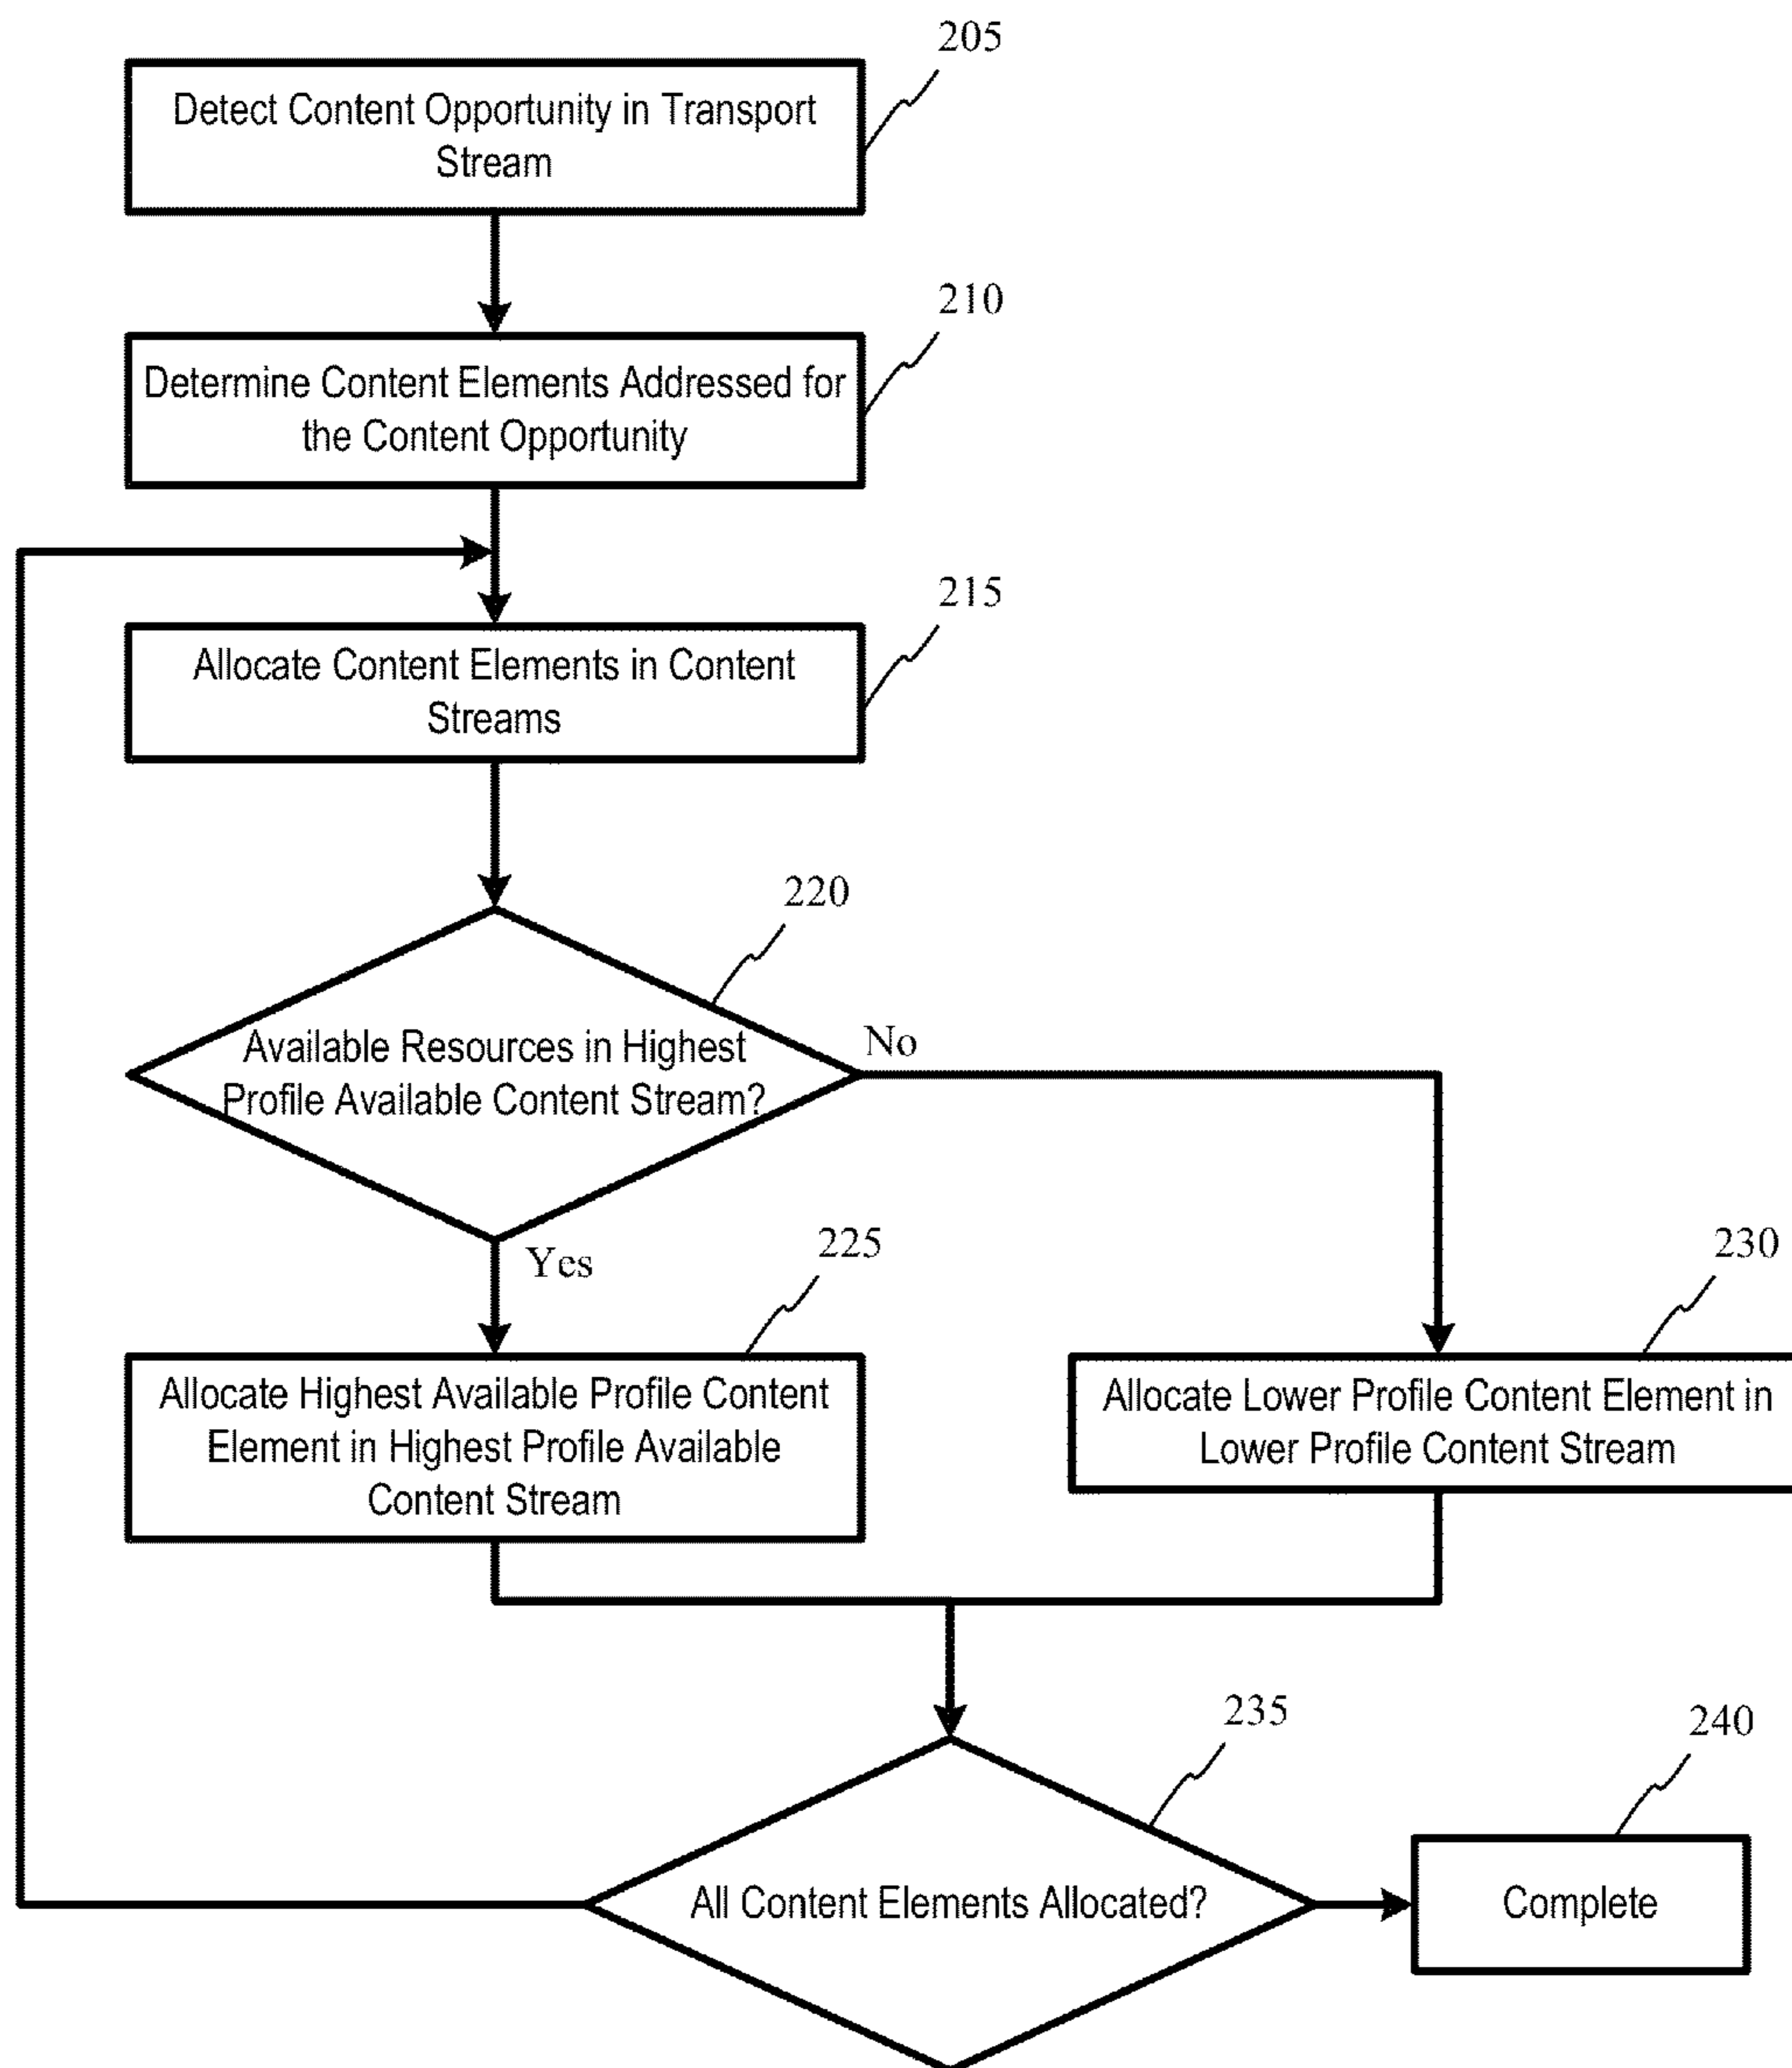 205
Detect Content Opportunity in Transport
Stream
210
Determine Content Elements Addressed for
the Content Opportunity
215
Allocate Content Elements in Content
Streams
220
Available Resources in Highest
Profile Available Content Stream?
No
Yes
225
Allocate Highest Available Profile Content
Element in Highest Profile Available
Content Stream
230
Allocate Lower Profile Content Element in
Lower Profile Content Stream
235
All Content Elements Allocated?
240
Complete